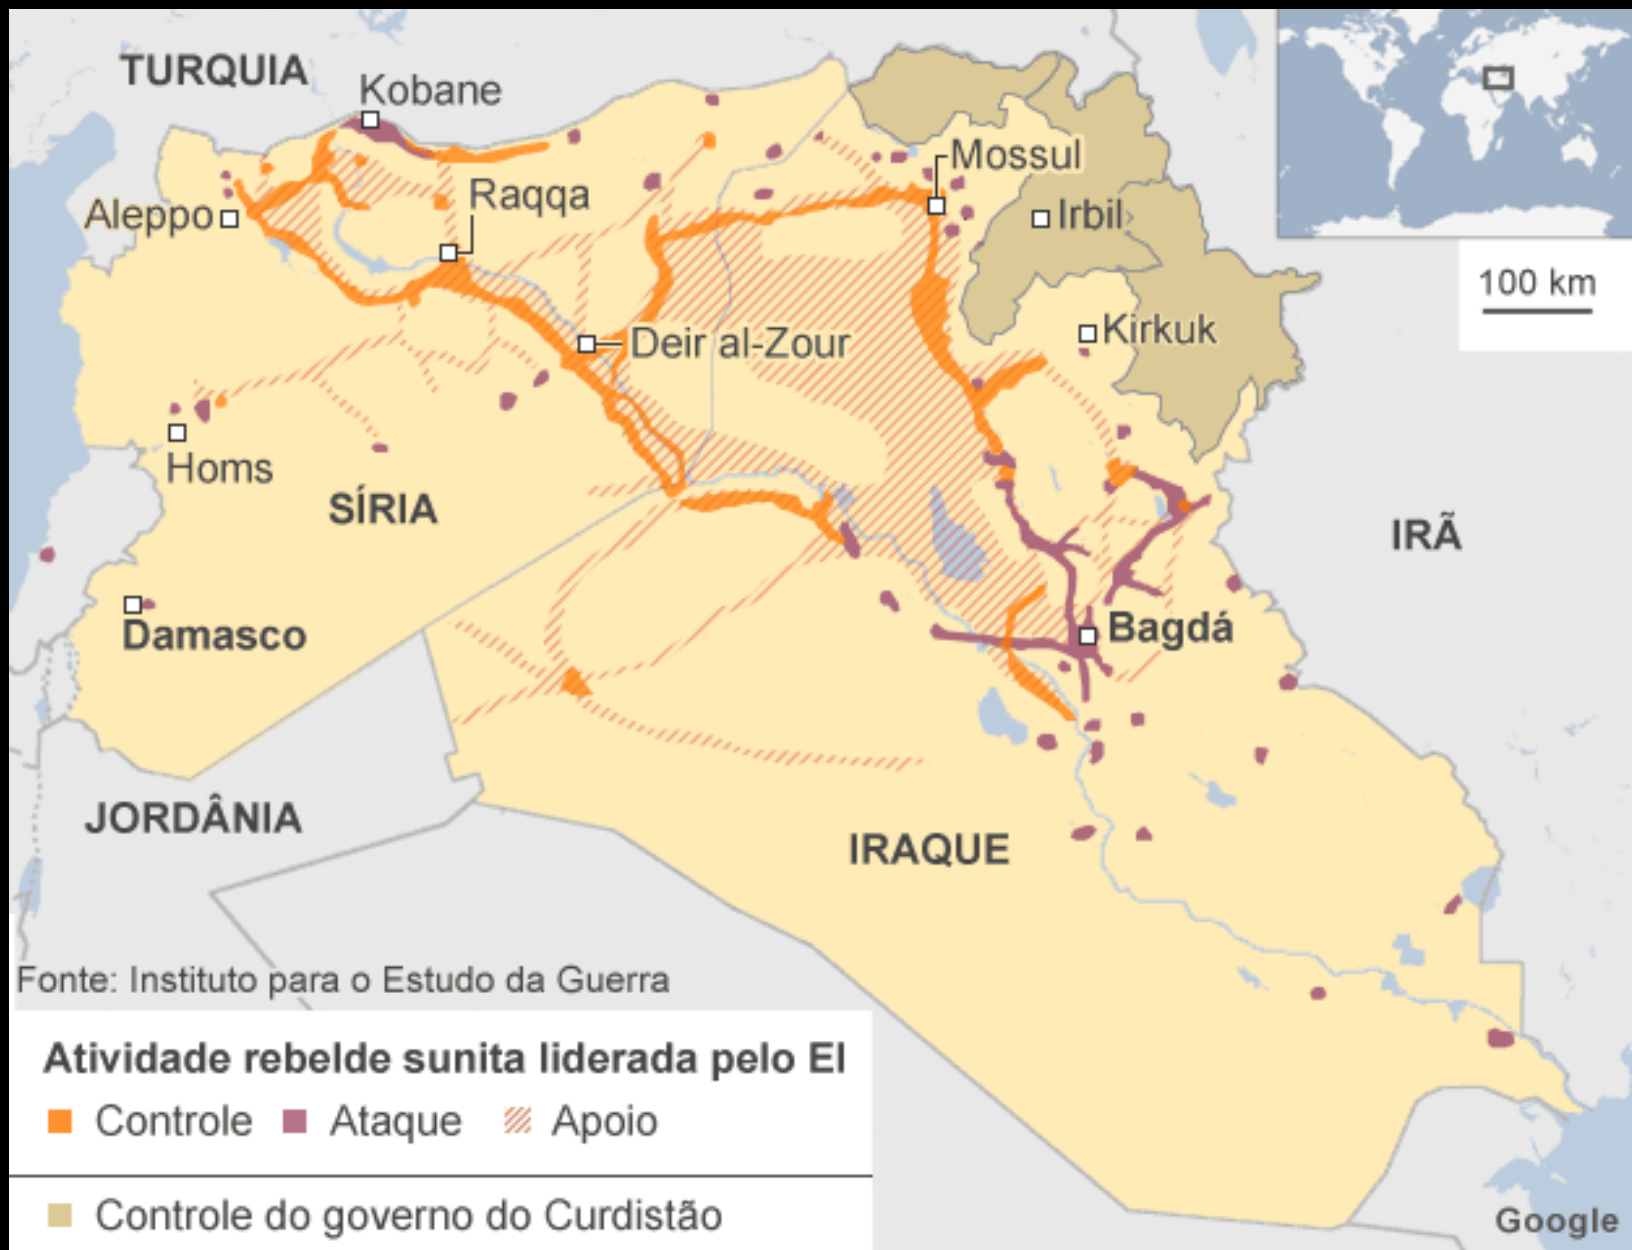 TURQUIA
Kobane
Mossul
Raqqa
Aleppo
Irbil
100 km
Kirkuk
Deir al-Zour
Homs
SÍRIA
IRÃ
Damasco
Bagdá
JORDÂNIA
IRAQUE
Fonte: Instituto para o Estudo da Guerra
Atividade rebelde sunita liderada pelo EI
Controle Ataque Apoio
Controle do governo do Curdistão
Google